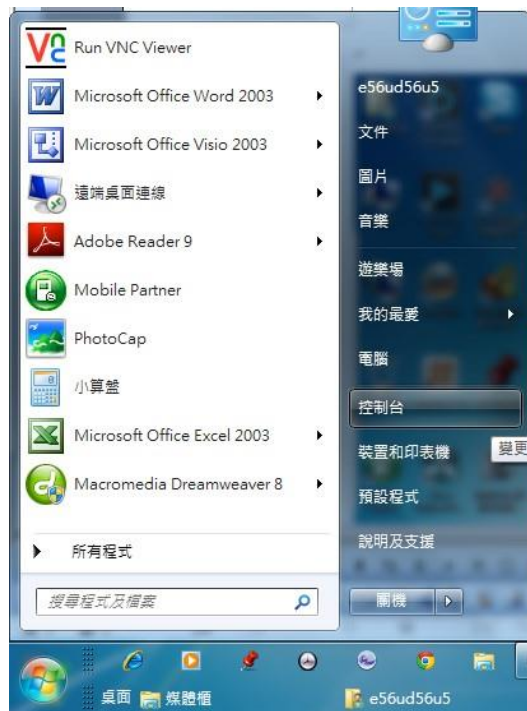 Run VNC Viewer
Microsoft Office Word 2003
Microsoft Office Visio 2003
遠端桌面連線
Adobe Reader 9
Mobile Partner
PhotoCap
小算盤
Microsoft Office Excel 2003
Macromedia Dreamweaver 8
所有程式
搜尋程式及檔案
e56ud56u5
文件
圖片
音樂
遊樂場
我的最愛
電腦
控制台
裝置和印表機
變更
預設程式
說明及支援
關機
桌面
媒體櫃
e56ud56u5